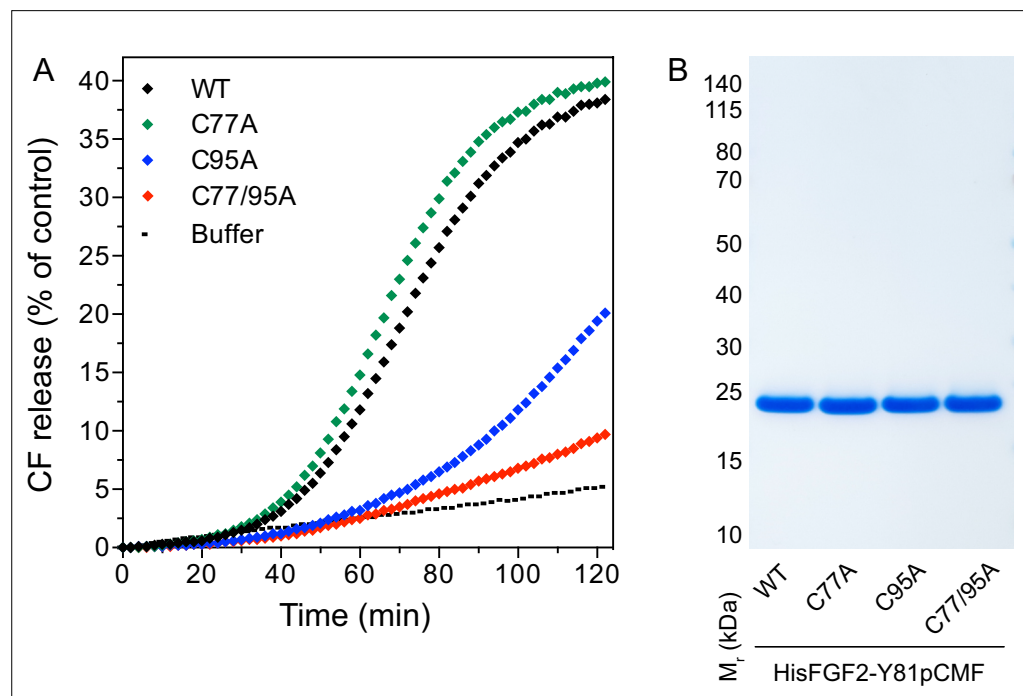 A
WT
C77A
C95A
C77/95A
Buffer
CF release (% of control)
40
35
30
25
20
15
10
5
0
0 20 40 60 80 100 120
Time (min)
B
140
115
80
70
50
40
30
25
15
10
Mr (kDa)
WT
C77A
C95A
C77/95A
HisFGF2-Y81pCMF